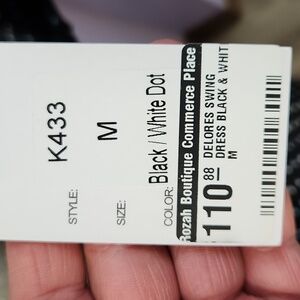 STYLE: K433
SIZE: M
COLOR: Black / White Dot
Rozah Boutique Commerce Place
88 DELORES SWING
DRESS BLACK & WHIT
M
110—